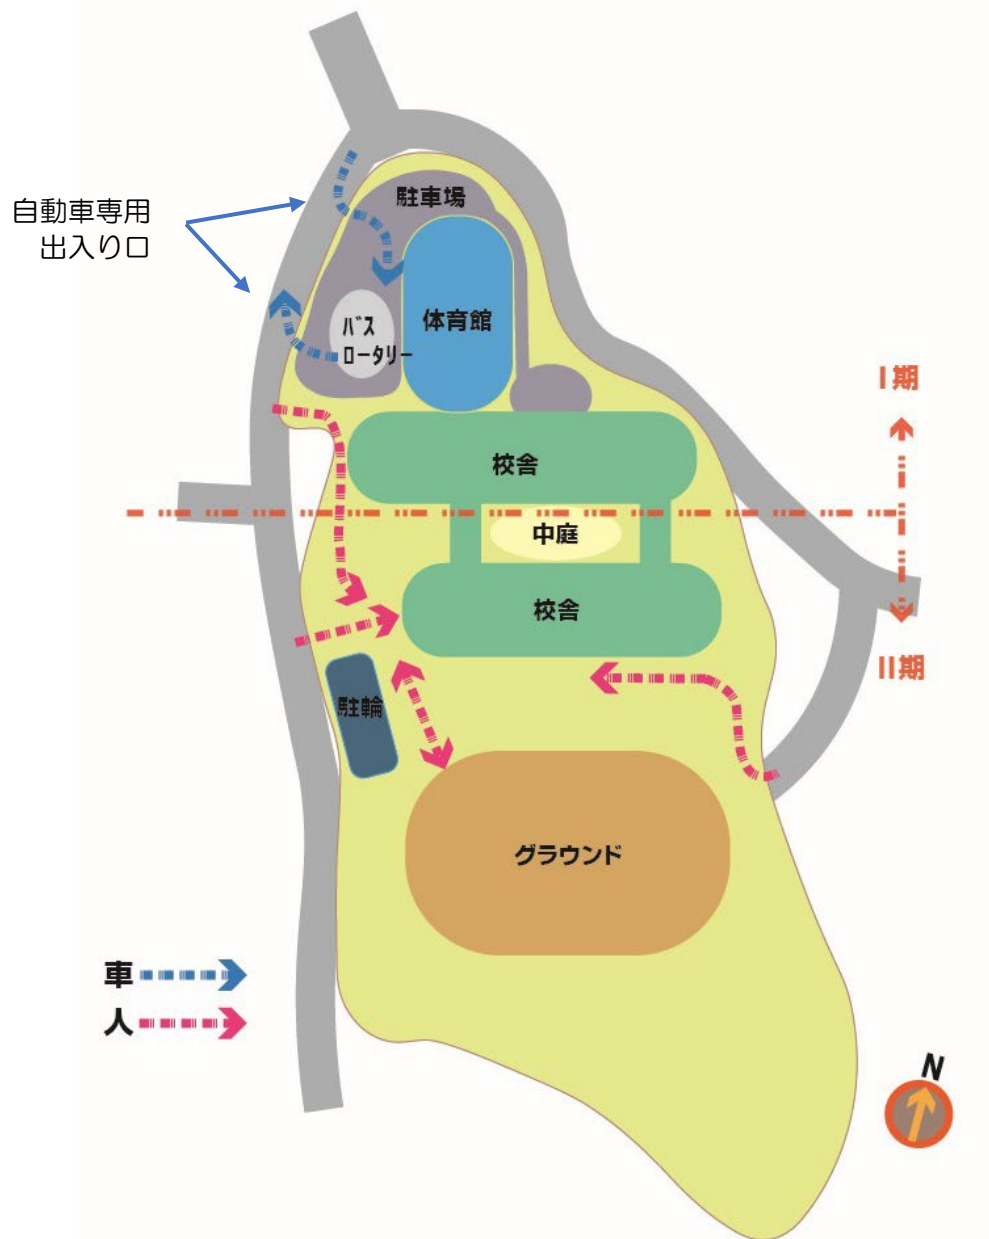 駐車場
自動車専用
出入り口
バス
ロータリー
体育館
Ⅰ期
校舎
中庭
校舎
Ⅱ期
駐輪
グラウンド
車
人
N